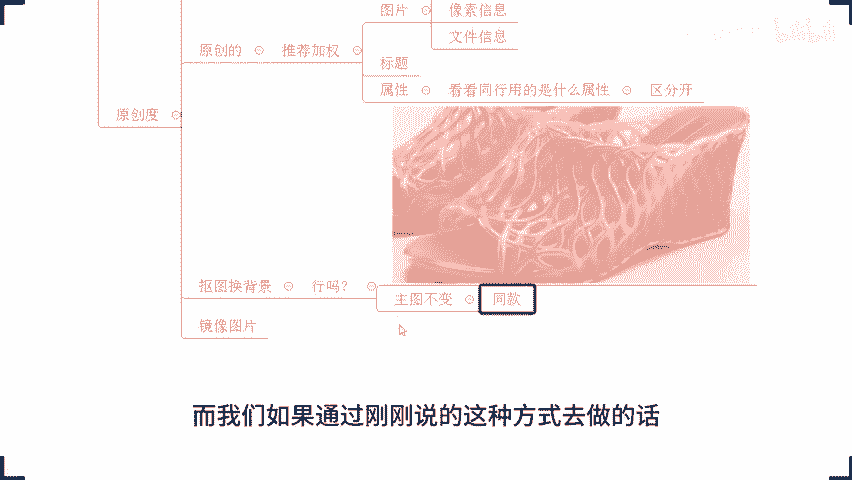 图片
像素信息
文件信息
原创的
推荐加权
标题
属性
看看同行用的是什么属性
区分开
原创度
抠图换背景
行吗？
主图不变
同款
镜像图片
而我们如果通过刚刚说的这种方式去做的话